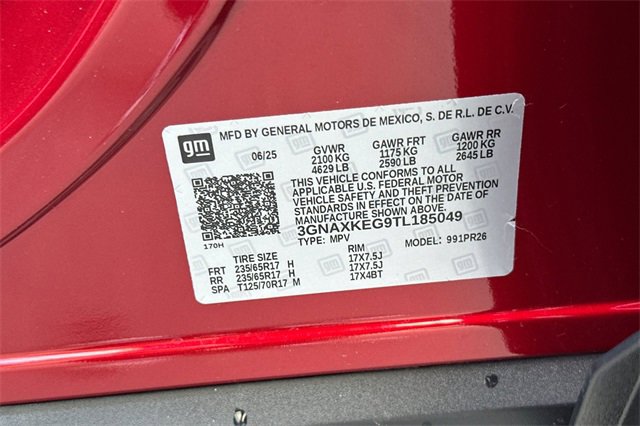 gm
MFD BY GENERAL MOTORS DE MEXICO, S. DE R.L. DE C.V.
06/25 GVWR GAWR FRT GAWR RR
2100 KG 1175 KG 1200 KG
4629 LB 2590 LB 2645 LB
THIS VEHICLE CONFORMS TO ALL
APPLICABLE U.S. FEDERAL MOTOR
VEHICLE SAFETY AND THEFT PREVENTION
STANDARDS IN EFFECT ON THE DATE OF
MANUFACTURE SHOWN ABOVE.
170H
3GNAXKEG9TL185049
TYPE: MPV MODEL: 991PR26
TIRE SIZE RIM
FRT 235/65R17 H 17X7.5J
RR 235/65R17 H 17X7.5J
SPA T125/70R17 M 17X4BT